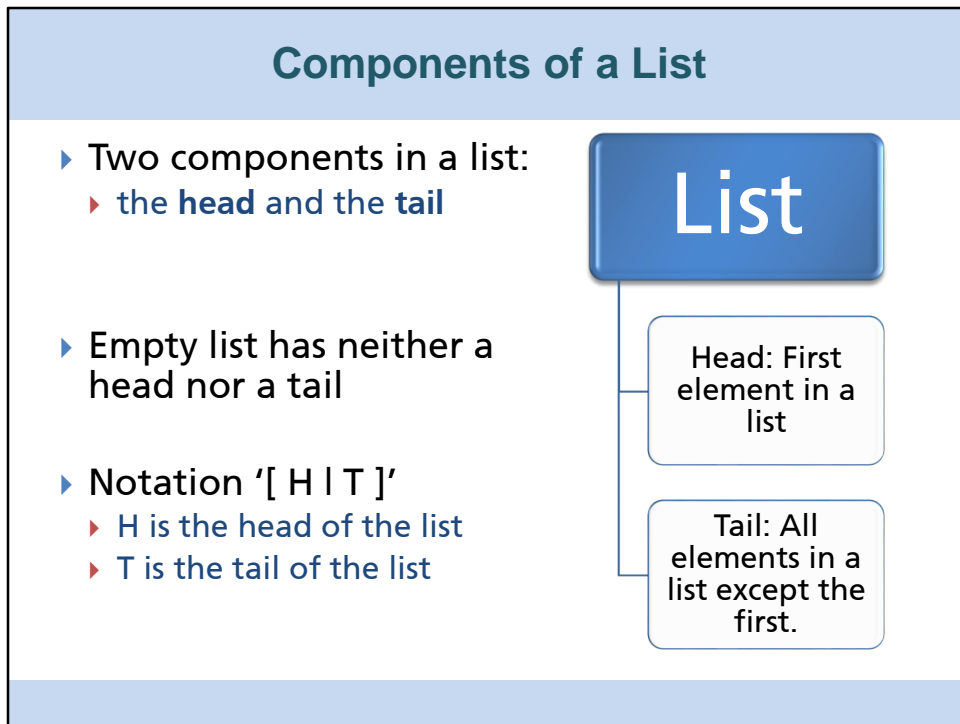 Components of a List
Two components in a list:
the head and the tail
Empty list has neither a
head nor a tail
Notation ‘[ H | T ]’
H is the head of the list
T is the tail of the list
List
Head: First
element in a
list
Tail: All
elements in a
list except the
first.